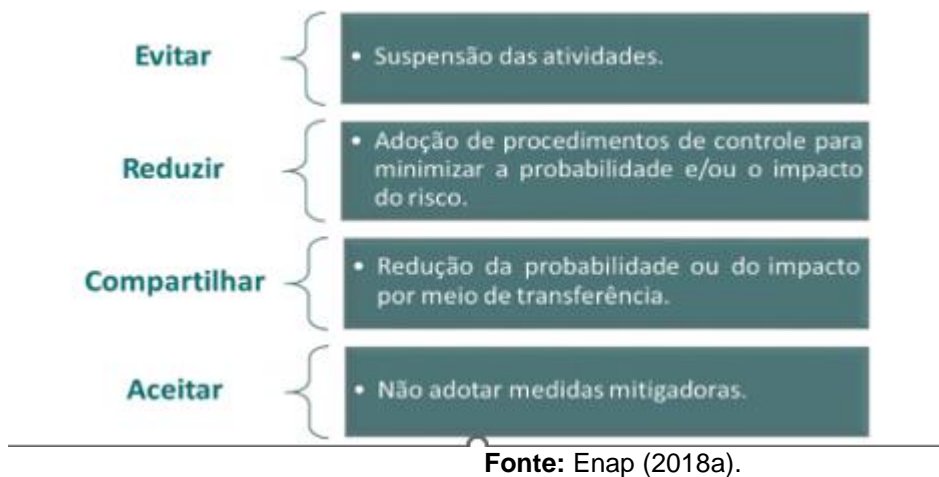 Evitar
• Suspensão das atividades.
Reduzir
• Adoção de procedimentos de controle para
minimizar a probabilidade e/ou o impacto
do risco.
Compartilhar
• Redução da probabilidade ou do impacto
por meio de transferência.
Aceitar
• Não adotar medidas mitigadoras.
Fonte: Enap (2018a).